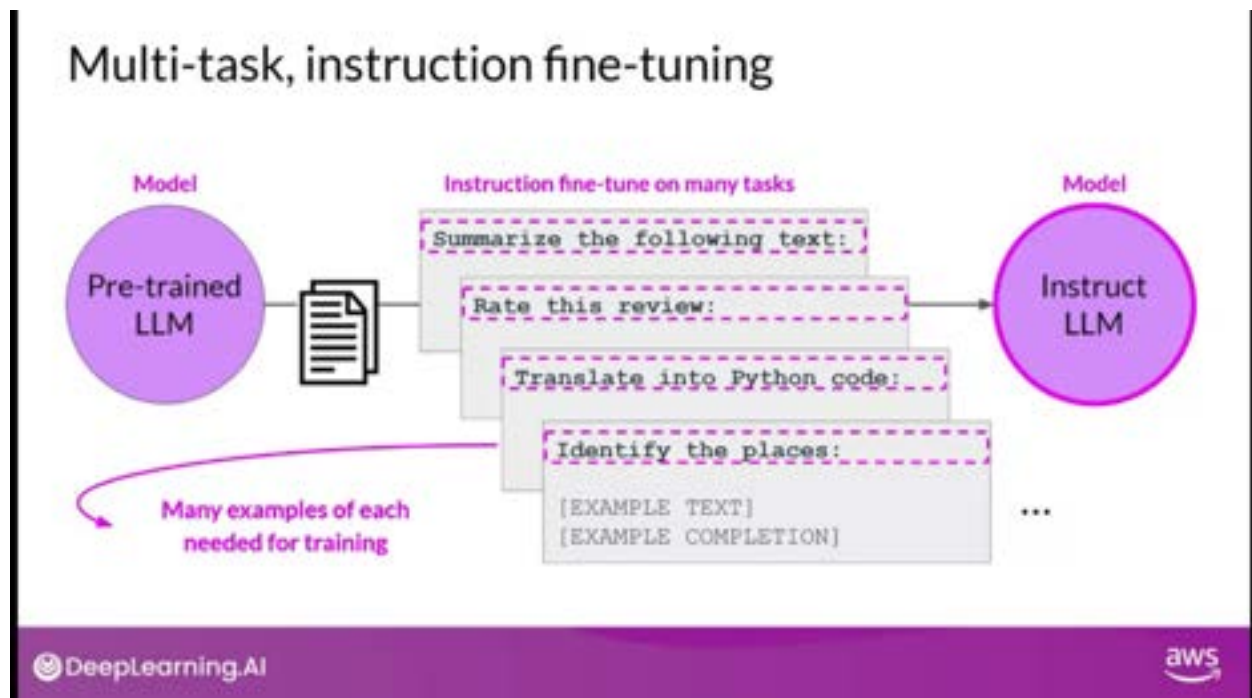 Multi-task, instruction fine-tuning
Model
Instruction fine-tune on many tasks
Model
Pre-trained
LLM
Summarize the following text:
Rate this review:
Translate into Python code:
Identify the places:
[EXAMPLE TEXT]
[EXAMPLE COMPLETION]
...
Instruct
LLM
Many examples of each
needed for training
DeepLearning.AI
aws